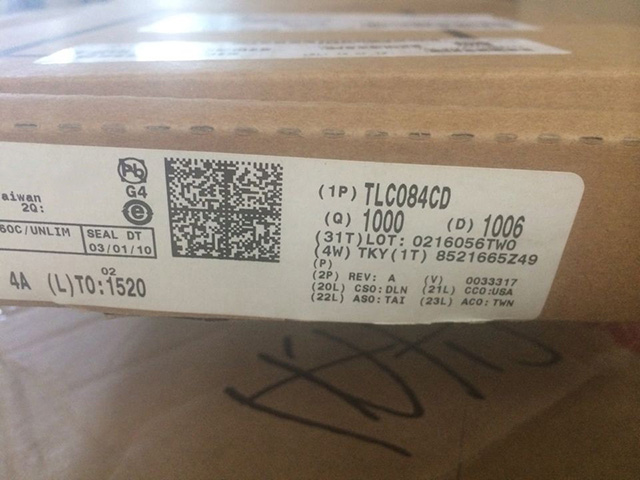 Pb
G4
e
aiwan
2Q:
60C/UNLIM
SEAL DT
03/01/10
4A (L)TO:1520
02
(1P) TLC084CD
(Q) 1000 (D) 1006
(31T)LOT: 0216056TWO
(4W) TKY(1T) 8521665Z49
(P)
(2P) REV: A (V) 0033317
(20L) CSO:DLN (21L) CCO:USA
(22L) ASO:TAI (23L) ACO:TWN